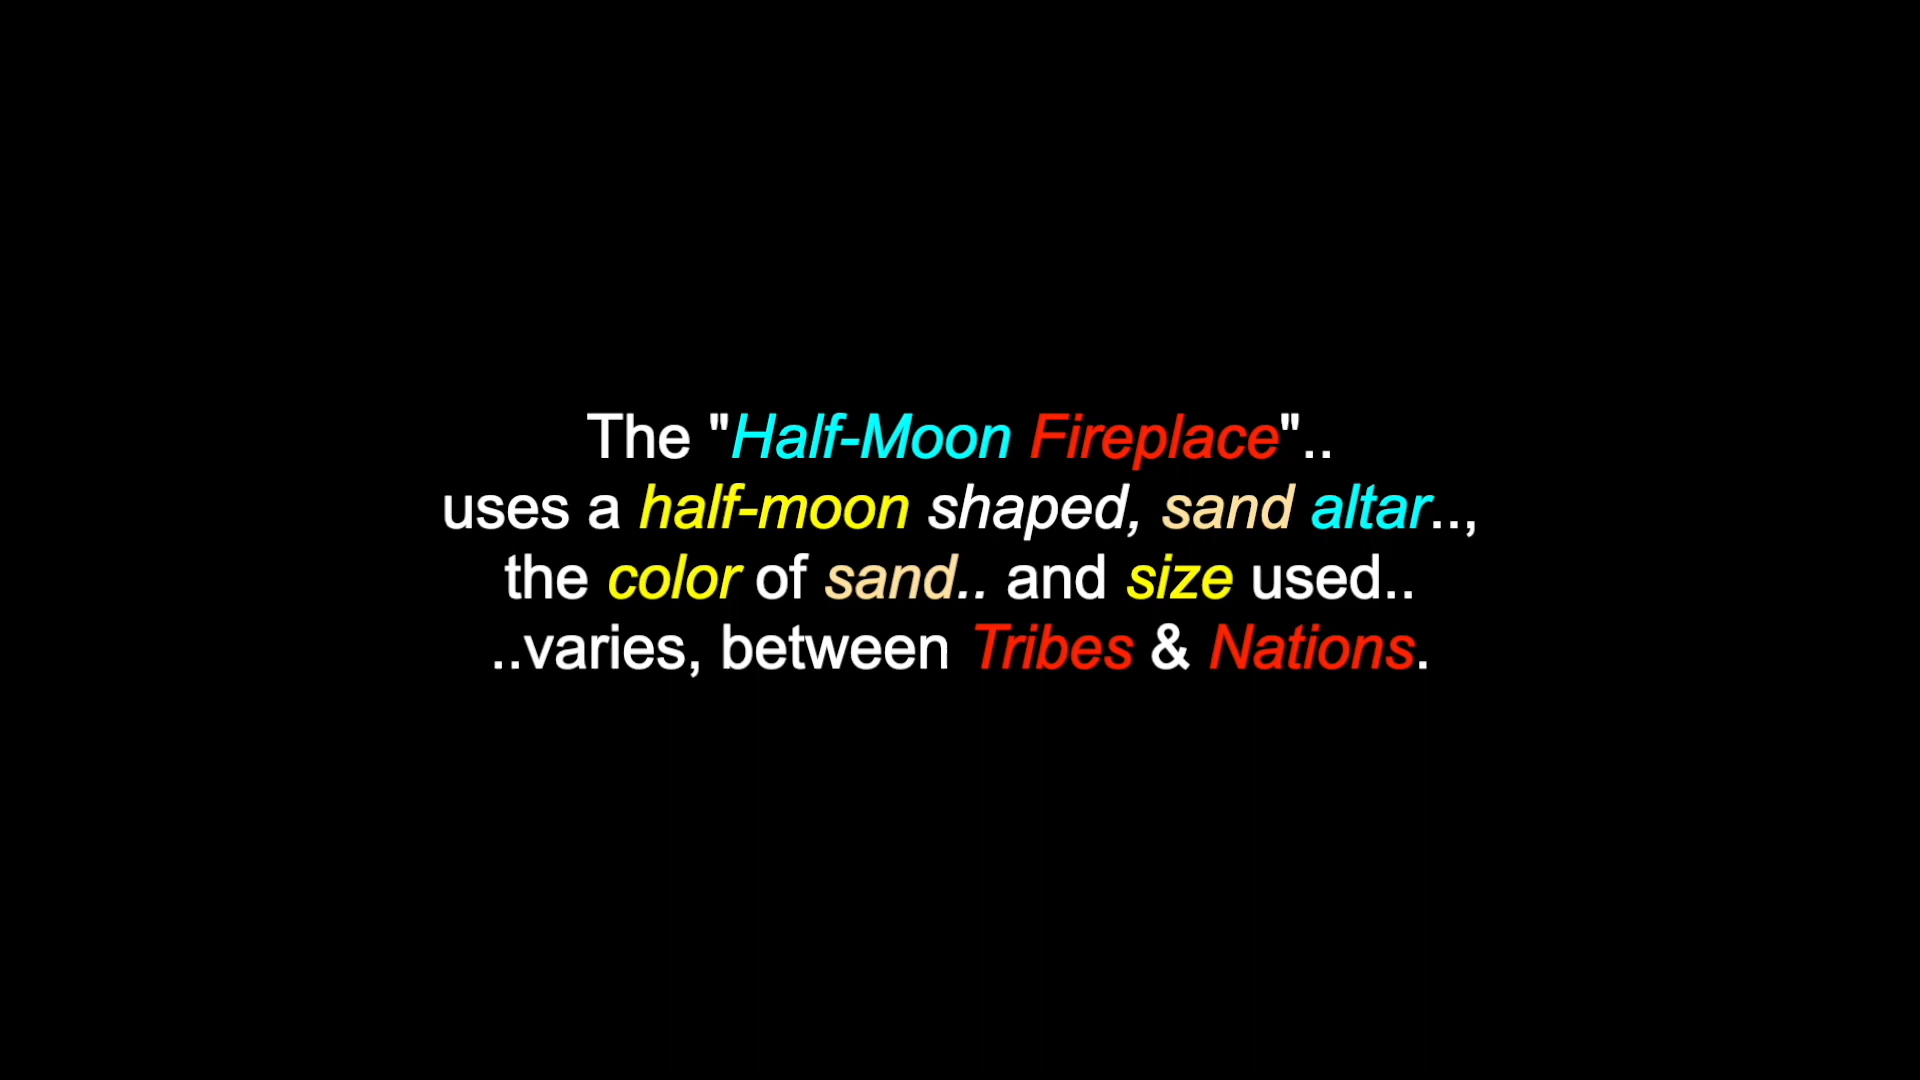 The "Half-Moon Fireplace"..
uses a half-moon shaped, sand altar..,
the color of sand.. and size used..
..varies, between Tribes & Nations.